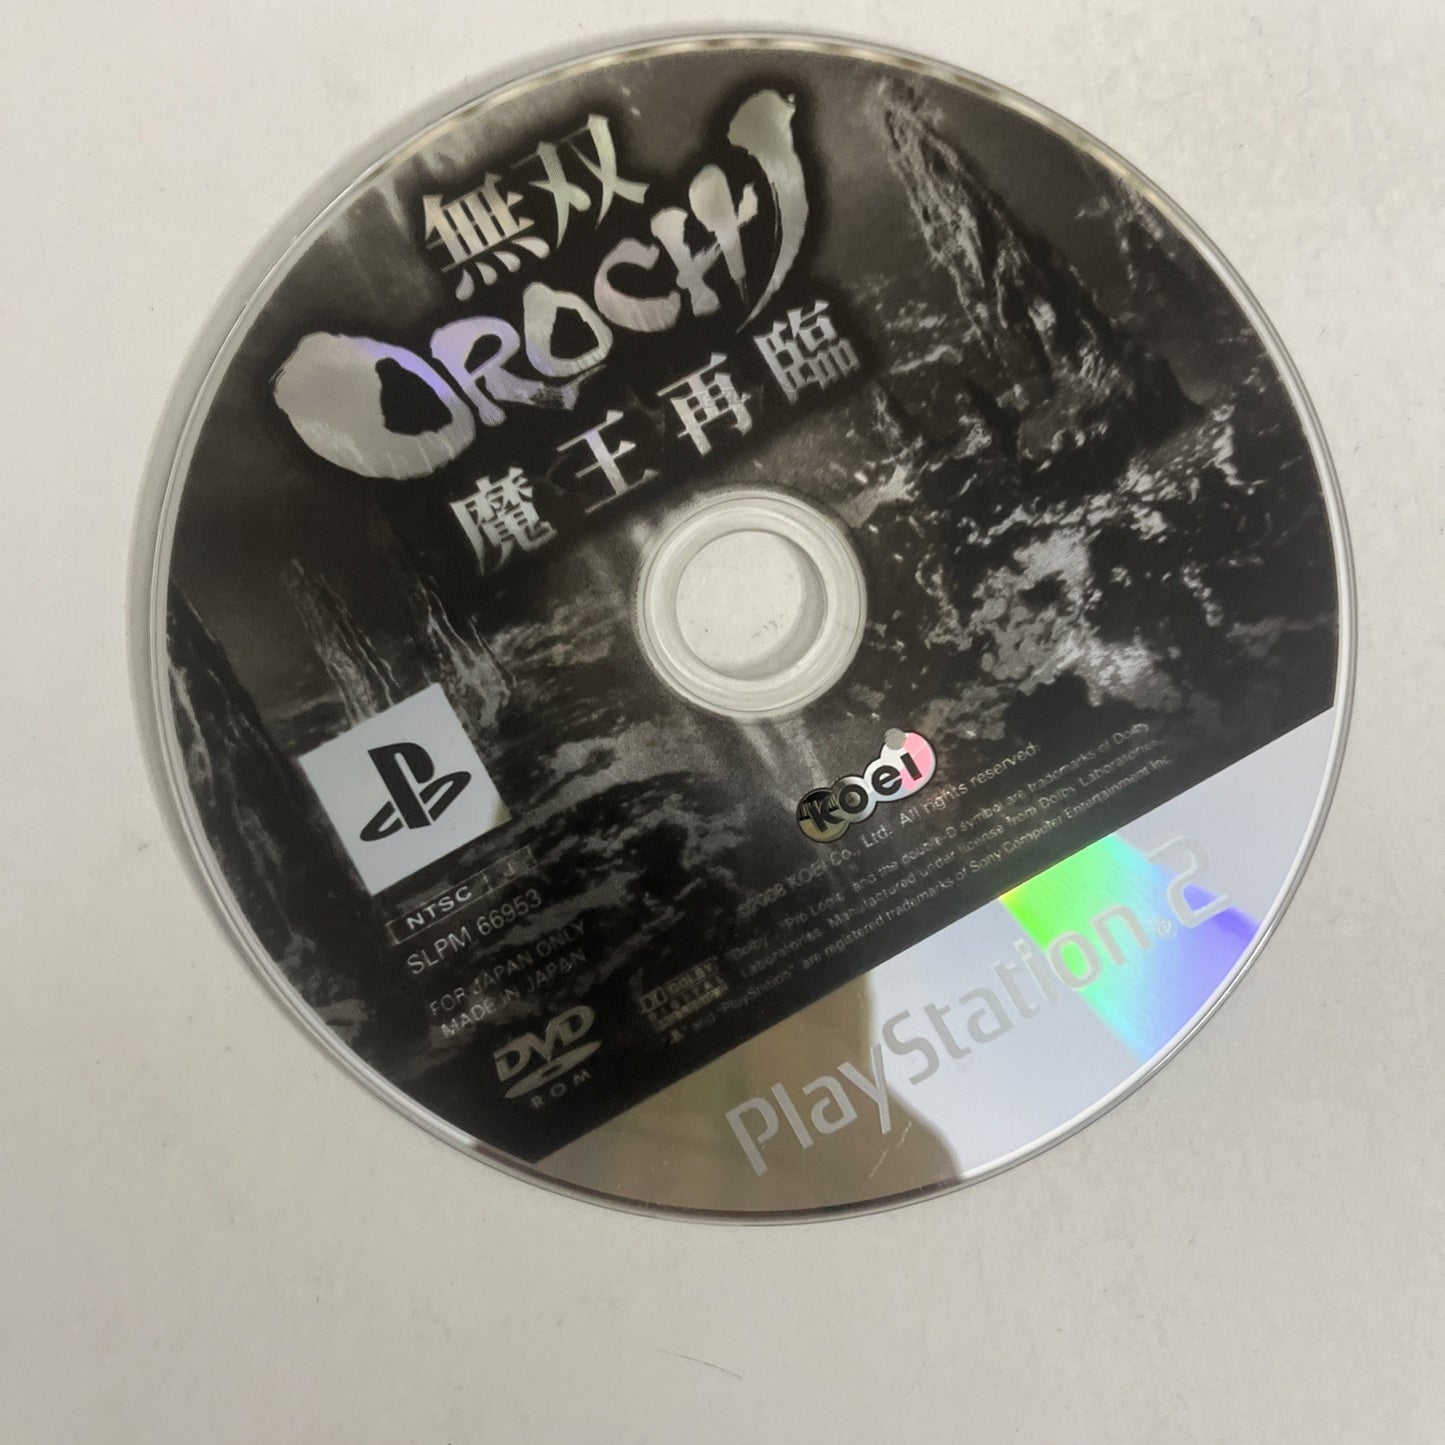 無双
OROCHI
魔王再臨
NTSC J
SLPM 66953
FOR JAPAN ONLY
MADE IN JAPAN
DVD
ROM
DOLBY
DIGITAL
Koei
©2008 KOEI Co., Ltd. All rights reserved.
"Dolby", "Pro Logic" and the double-D symbol are trademarks of Dolby
Laboratories. Manufactured under license from Dolby Laboratories.
and "PlayStation" are registered trademarks of Sony Computer Entertainment Inc.
PlayStation®2